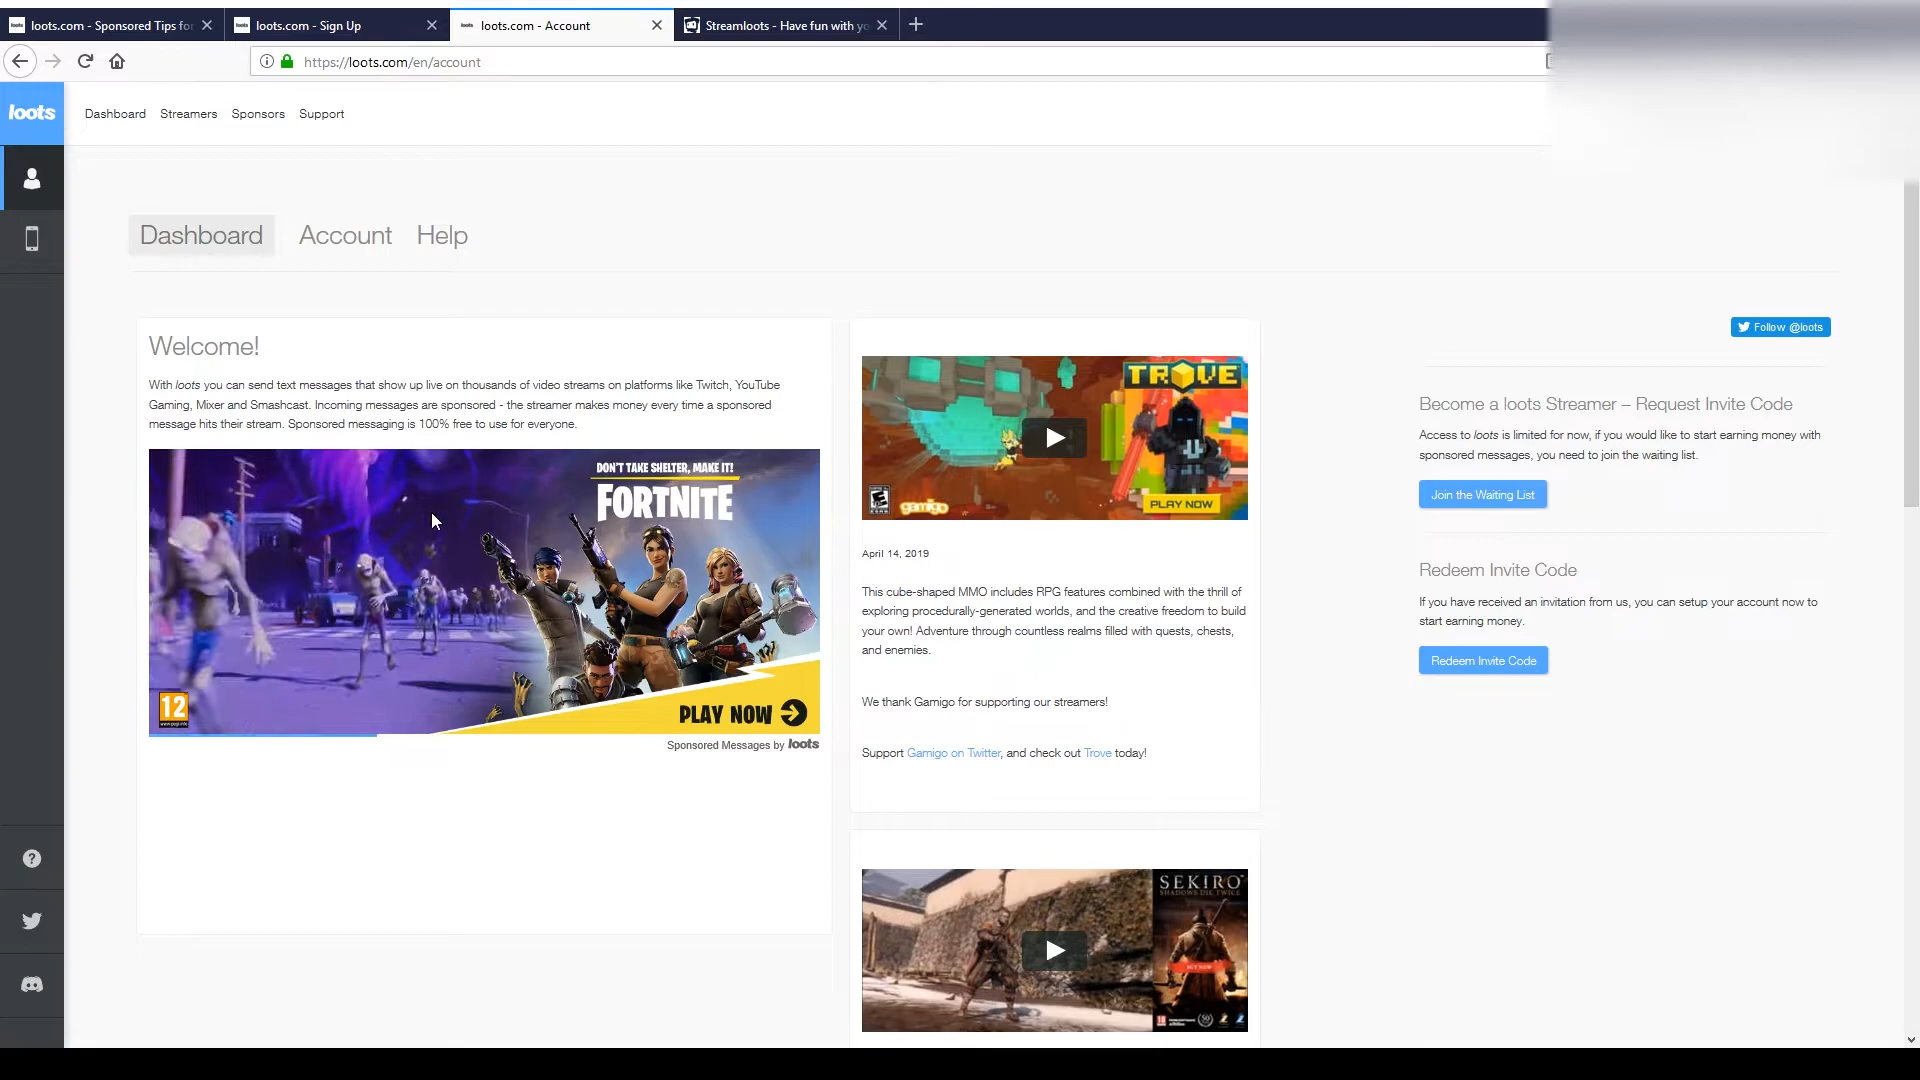 loots.com - Sponsored Tips for
loots.com - Sign Up
loots.com - Account
Streamloots - Have fun with yo
https://loots.com/en/account
loots
Dashboard
Streamers
Sponsors
Support
Dashboard
Account
Help
Welcome!
With loots you can send text messages that show up live on thousands of video streams on platforms like Twitch, YouTube
Gaming, Mixer and Smashcast. Incoming messages are sponsored - the streamer makes money every time a sponsored
message hits their stream. Sponsored messaging is 100% free to use for everyone.
DON'T TAKE SHELTER, MAKE IT!
FORTNITE
12
www.pegi.info
PLAY NOW
Sponsored Messages by loots
TROVE
E
gamigo
PLAY NOW
April 14, 2019
This cube-shaped MMO includes RPG features combined with the thrill of
exploring procedurally-generated worlds, and the creative freedom to build
your own! Adventure through countless realms filled with quests, chests,
and enemies.
We thank Gamigo for supporting our streamers!
Support Gamigo on Twitter, and check out Trove today!
SEKIRO
SHADOWS DIE TWICE
BUY NOW
18
Follow @loots
Become a loots Streamer – Request Invite Code
Access to loots is limited for now, if you would like to start earning money with
sponsored messages, you need to join the waiting list.
Join the Waiting List
Redeem Invite Code
If you have received an invitation from us, you can setup your account now to
start earning money.
Redeem Invite Code